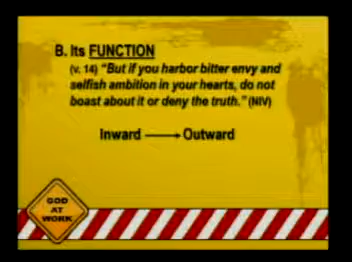 B. Its FUNCTION
(v. 14) "But if you harbor bitter envy and
selfish ambition in your hearts, do not
boast about it or deny the truth." (NIV)
Inward → Outward
GOD
AT
WORK